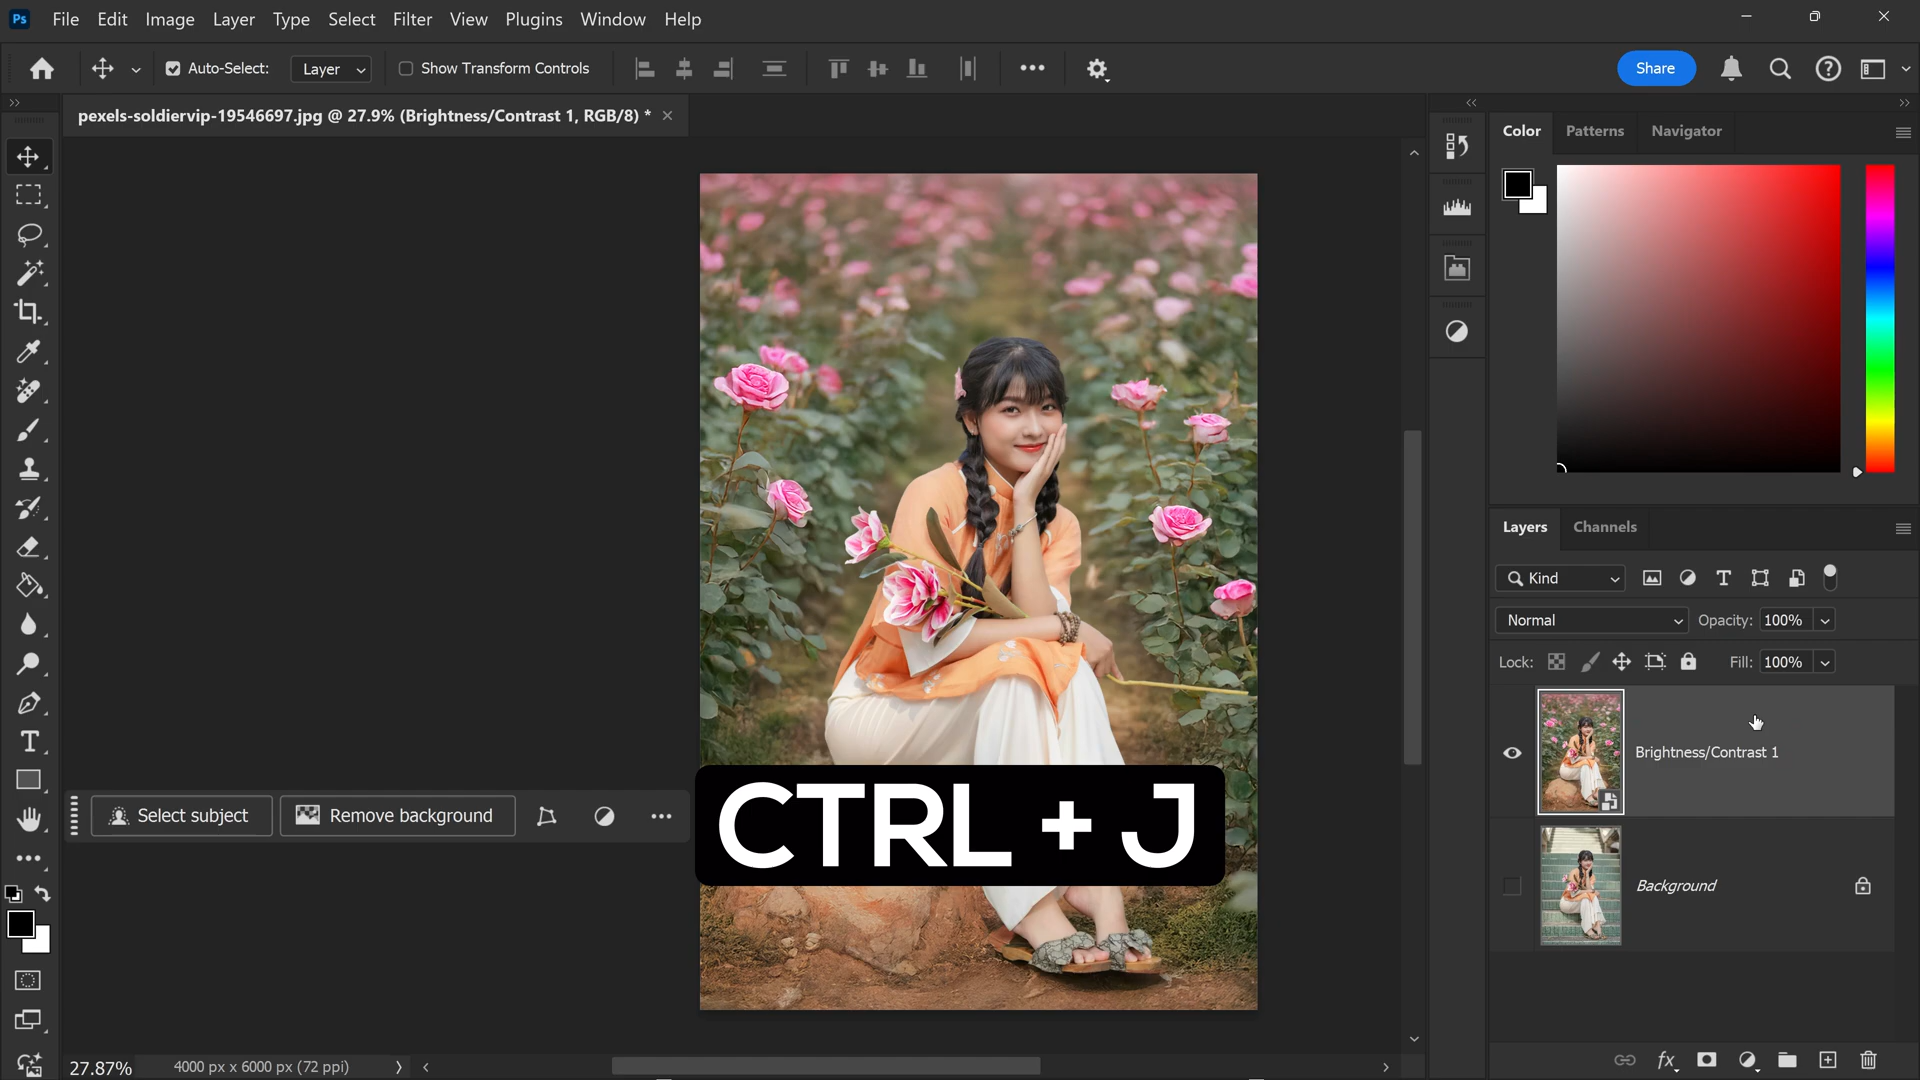 Ps File Edit Image Layer Type Select Filter View Plugins Window Help
Auto-Select: Layer Show Transform Controls Share
pexels-soldiervip-19546697.jpg @ 27.9% (Brightness/Contrast 1, RGB/8) *
Color Patterns Navigator
Layers Channels
Kind
Normal Opacity: 100%
Lock: Fill: 100%
Brightness/Contrast 1
Select subject Remove background
CTRL + J
Background
27.87% 4000 px x 6000 px (72 ppi)